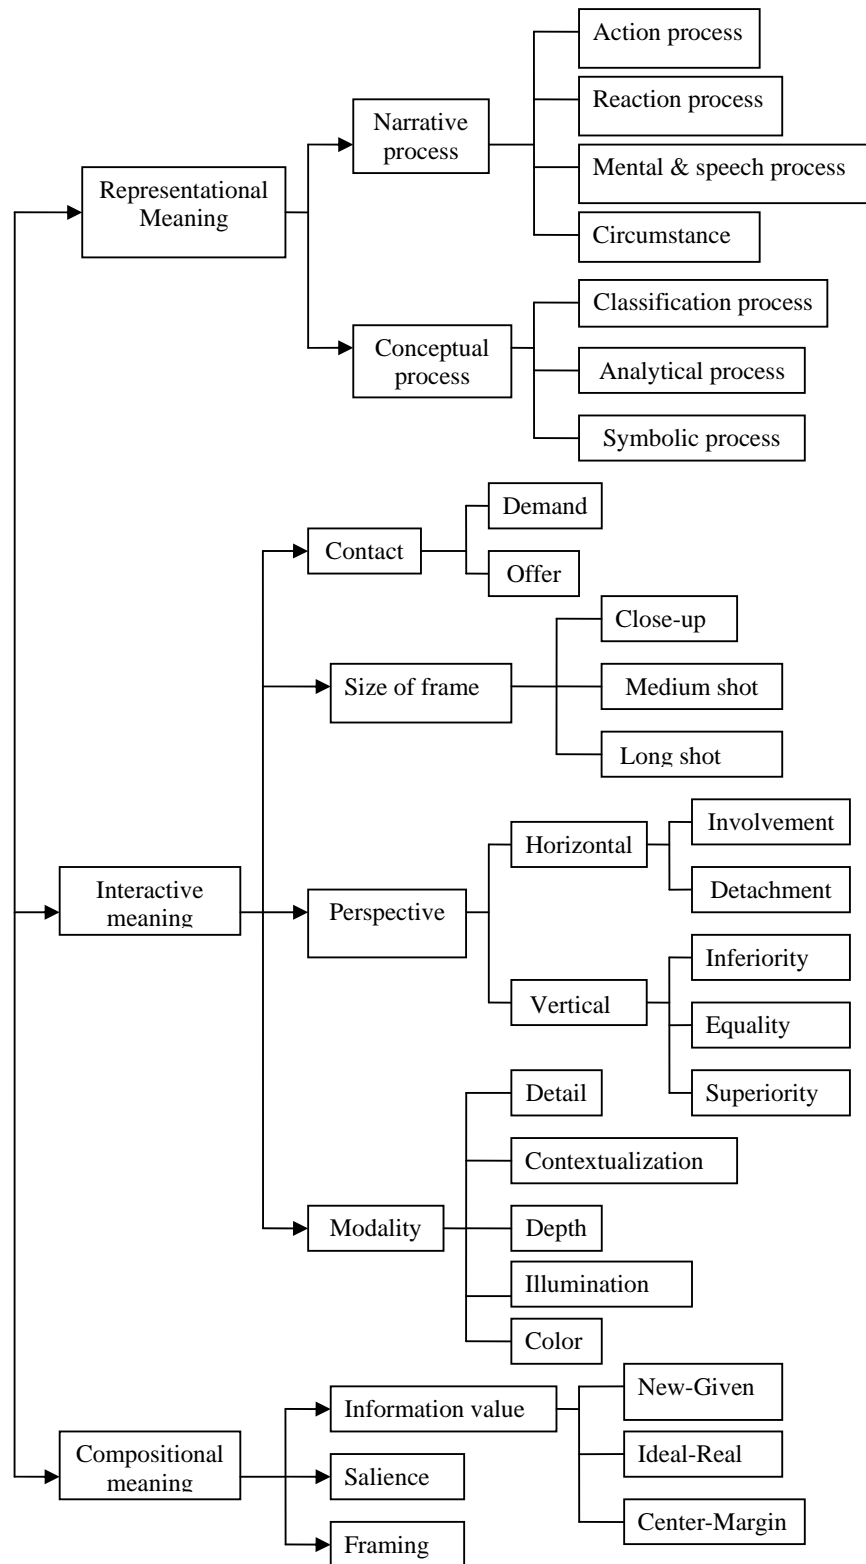 Action process
Reaction process
Narrative
process
Mental & speech process
Representational
Meaning
Circumstance
Classification process
Conceptual
process
Analytical process
Symbolic process
Demand
Contact
Offer
Close-up
Size of frame
Medium shot
Long shot
Involvement
Horizontal
Detachment
Interactive
meaning
Perspective
Inferiority
Vertical
Equality
Superiority
Detail
Contextualization
Modality
Depth
Illumination
Color
New-Given
Information value
Ideal-Real
Compositional
meaning
Salience
Center-Margin
Framing